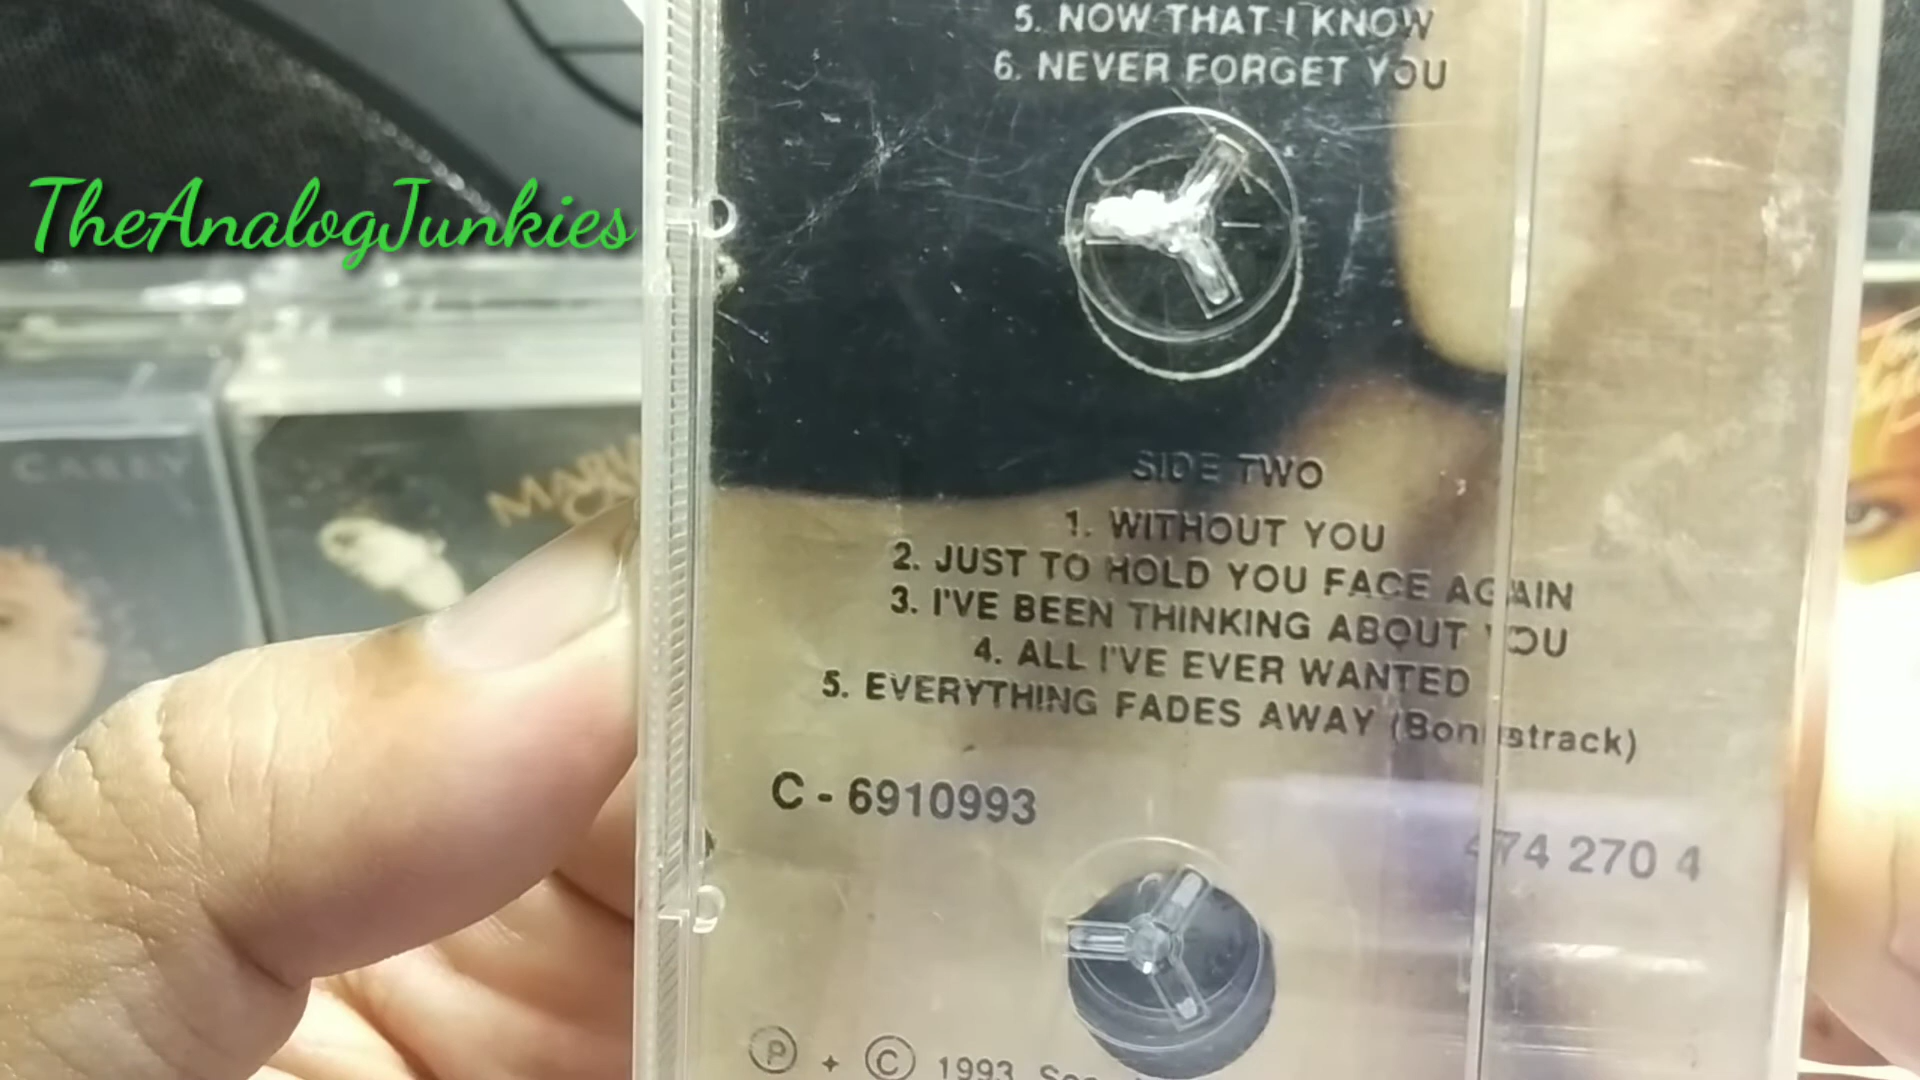 5. NOW THAT I KNOW
6. NEVER FORGET YOU
TheAnalogJunkies
CAREY
SIDE TWO
1. WITHOUT YOU
2. JUST TO HOLD YOU FACE AGAIN
3. I'VE BEEN THINKING ABOUT YOU
4. ALL I'VE EVER WANTED
5. EVERYTHING FADES AWAY (Bonustrack)
C - 6910993
474 270 4
Ⓟ + © 1993